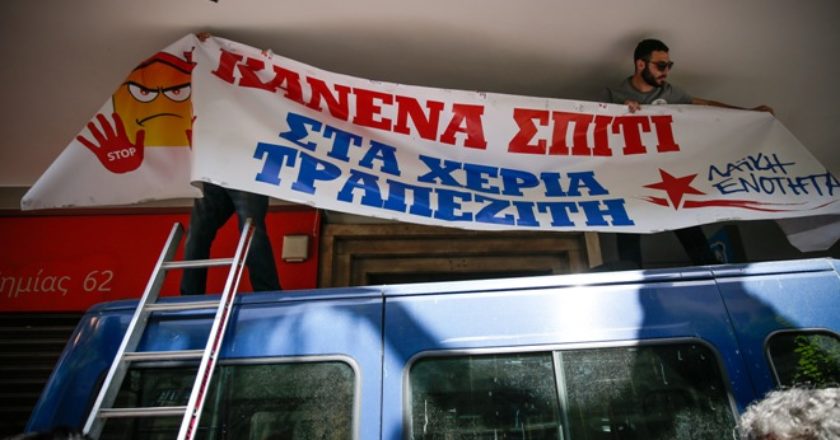 ΚΑΝΕΝΑ ΣΠΙΤΙ
ΣΤΑ ΧΕΡΙΑ
ΤΡΑΠΕΖΙΤΗ
STOP
ΛΑΪΚΗ
ΕΝΟΤΗΤΑ
ημίας 62